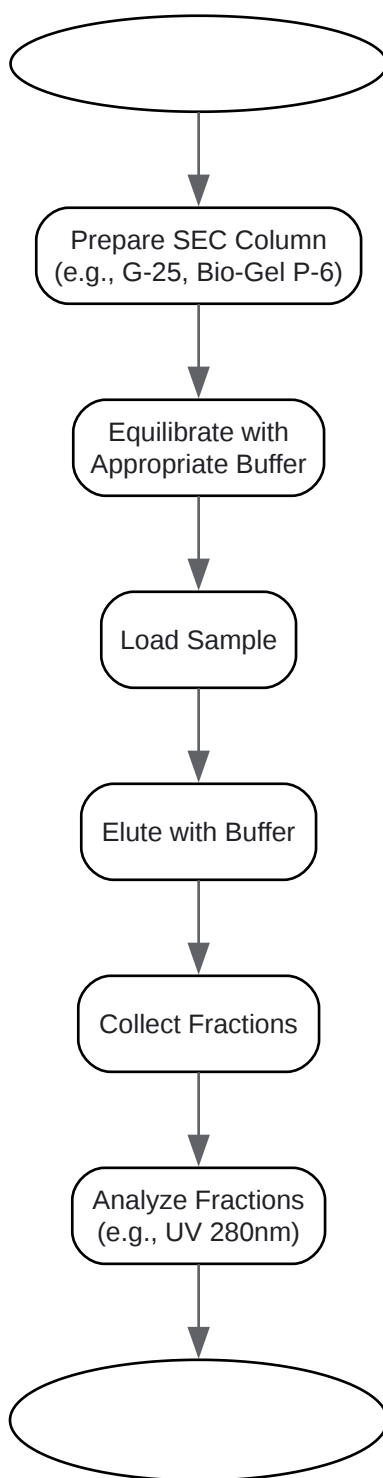 Prepare SEC Column
(e.g., G-25, Bio-Gel P-6)
Equilibrate with
Appropriate Buffer
Load Sample
Elute with Buffer
Collect Fractions
Analyze Fractions
(e.g., UV 280nm)